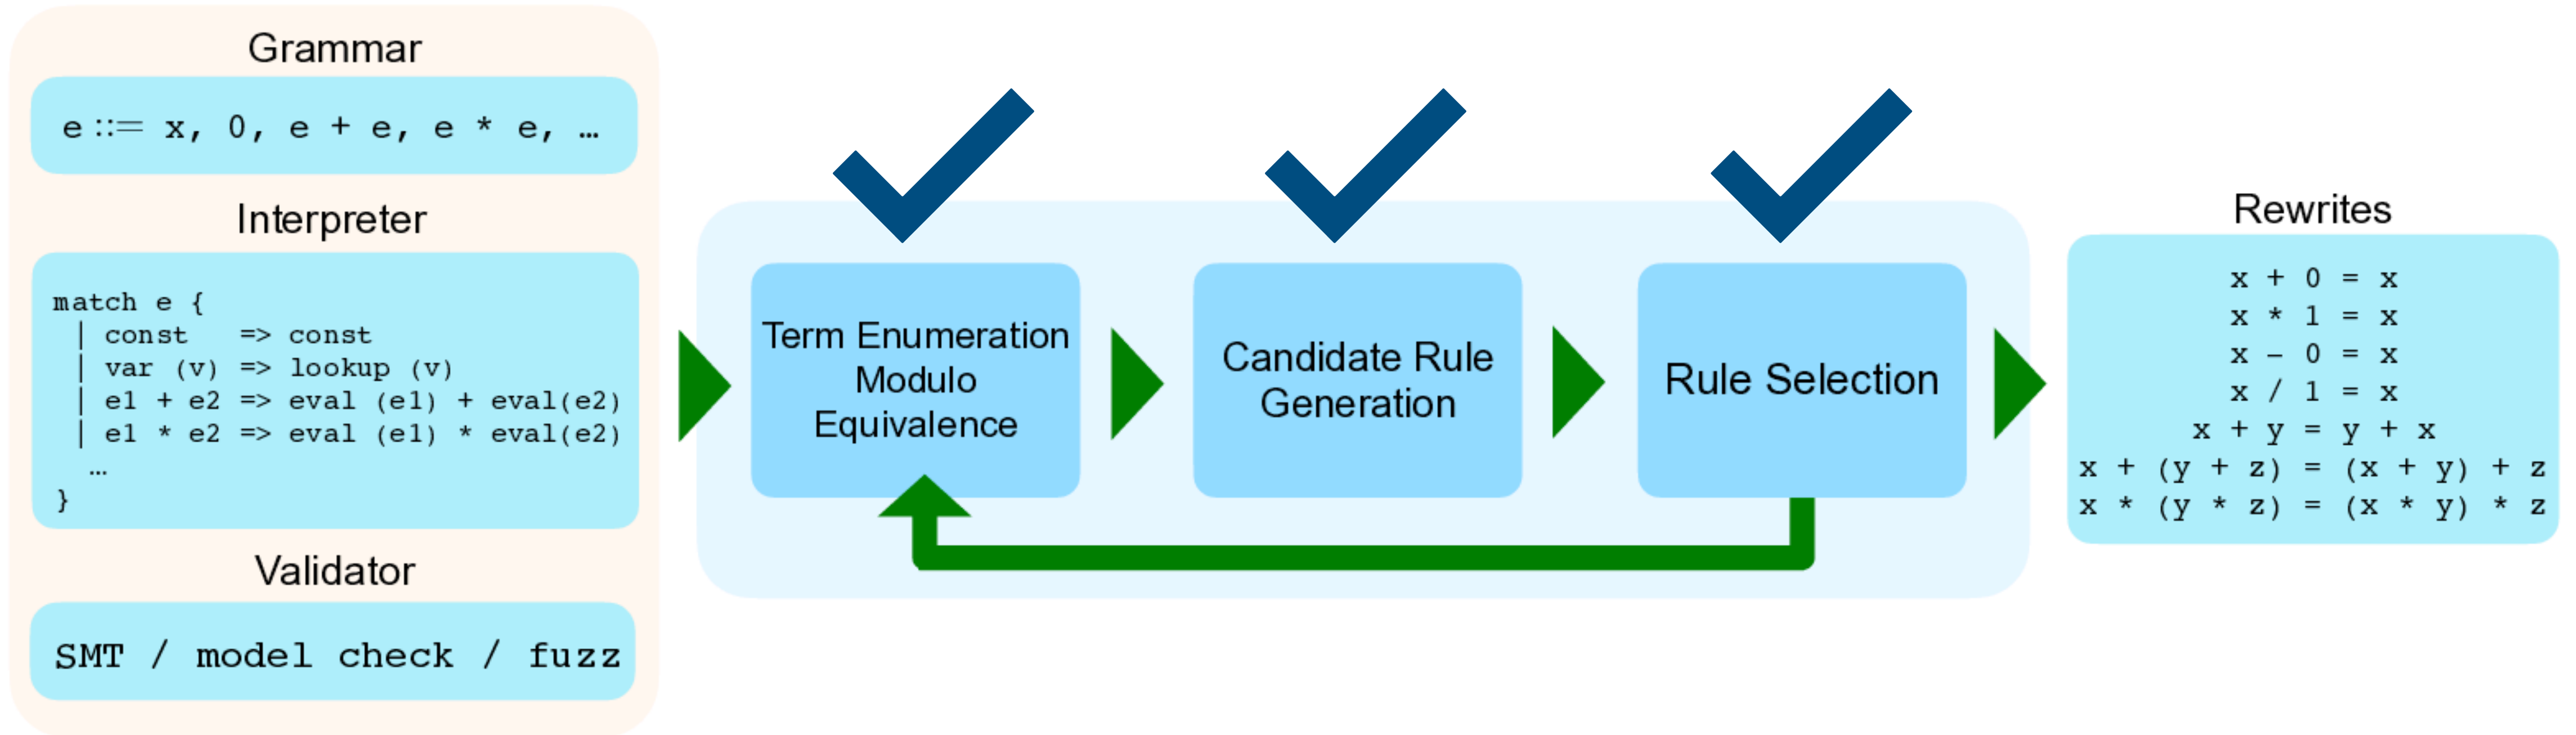 Grammar
e ::= x, 0, e + e, e * e, …
Interpreter
match e {
| const => const
| var (v) => lookup (v)
| e1 + e2 => eval (e1) + eval(e2)
| e1 * e2 => eval (e1) * eval(e2)
…
}
Validator
SMT / model check / fuzz
Term Enumeration
Modulo
Equivalence
Candidate Rule
Generation
Rule Selection
Rewrites
x + 0 = x
x * 1 = x
x − 0 = x
x / 1 = x
x + y = y + x
x + (y + z) = (x + y) + z
x * (y * z) = (x * y) * z